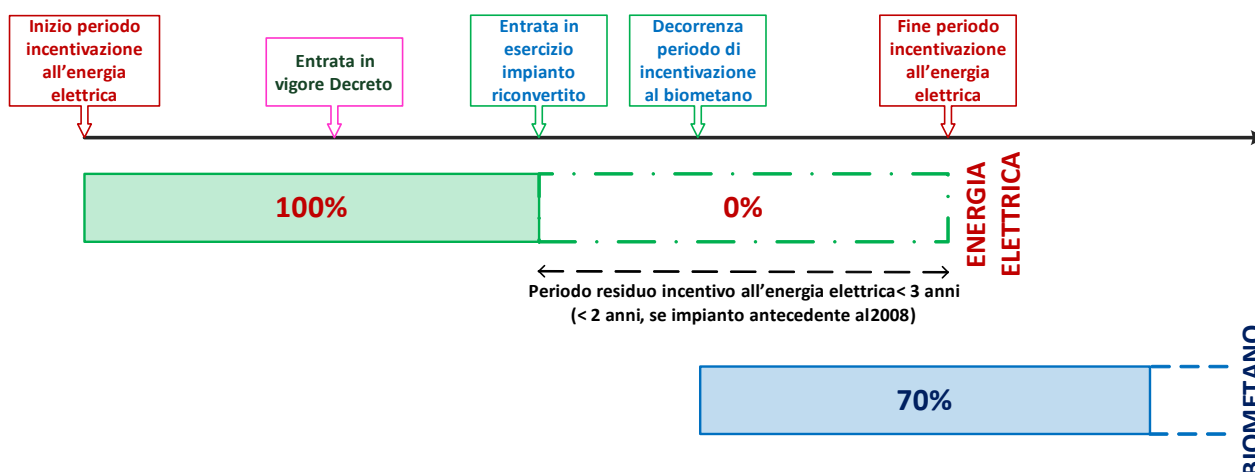 Inizio periodo
incentivazione
all'energia
elettrica
Entrata in
vigore Decreto
Entrata in
esercizio
impianto
riconvertito
Decorrenza
periodo di
incentivazione
al biometano
Fine periodo
incentivazione
all'energia
elettrica
100%
0%
ENERGIA
ELETTRICA
Periodo residuo incentivo all'energia elettrica< 3 anni
(< 2 anni, se impianto antecedente al2008)
70%
BIOMETANO